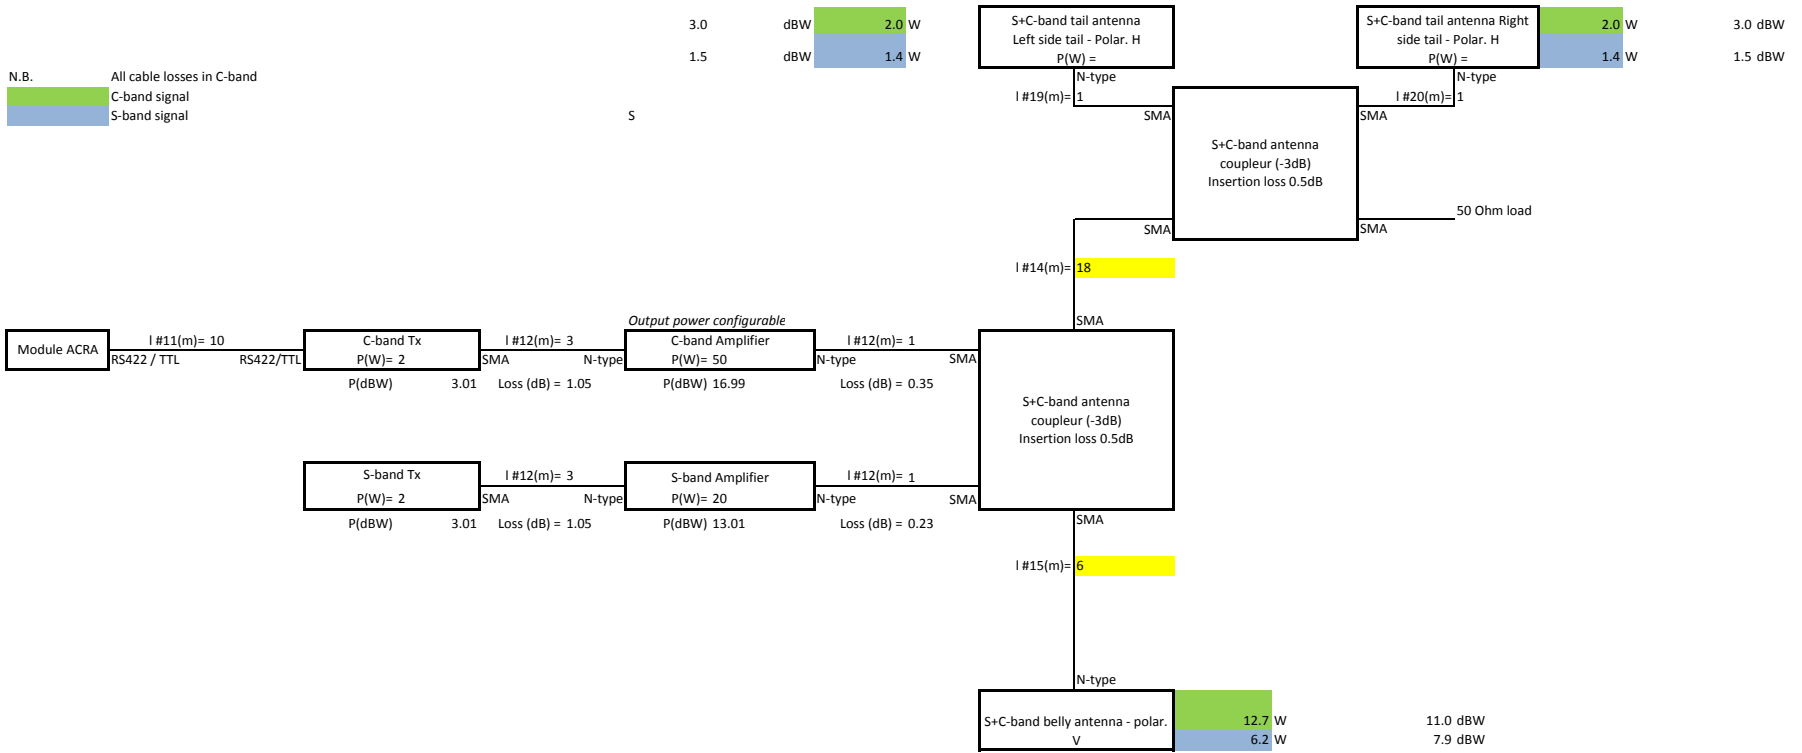 3.0 dBW 2.0 W
1.5 dBW 1.4 W
S+C-band tail antenna
Left side tail - Polar. H
P(W) =
S+C-band tail antenna Right
side tail - Polar. H
P(W) =
2.0 W 3.0 dBW
1.4 W 1.5 dBW
N.B. All cable losses in C-band
C-band signal
S-band signal
S
N-type
l #19(m)= 1
SMA
N-type
l #20(m)= 1
SMA
S+C-band antenna
coupleur (-3dB)
Insertion loss 0.5dB
50 Ohm load
SMA
SMA
l #14(m)= 18
SMA
Output power configurable
Module ACRA
l #11(m)= 10
RS422 / TTL RS422/TTL
C-band Tx
P(W)= 2
P(dBW) 3.01
l #12(m)= 3
SMA N-type
Loss (dB) = 1.05
C-band Amplifier
P(W)= 50
P(dBW) 16.99
l #12(m)= 1
N-type SMA
Loss (dB) = 0.35
S+C-band antenna
coupleur (-3dB)
Insertion loss 0.5dB
S-band Tx
P(W)= 2
P(dBW) 3.01
l #12(m)= 3
SMA N-type
Loss (dB) = 1.05
S-band Amplifier
P(W)= 20
P(dBW) 13.01
l #12(m)= 1
N-type SMA
Loss (dB) = 0.23
SMA
l #15(m)= 6
N-type
S+C-band belly antenna - polar.
V
12.7 W 11.0 dBW
6.2 W 7.9 dBW